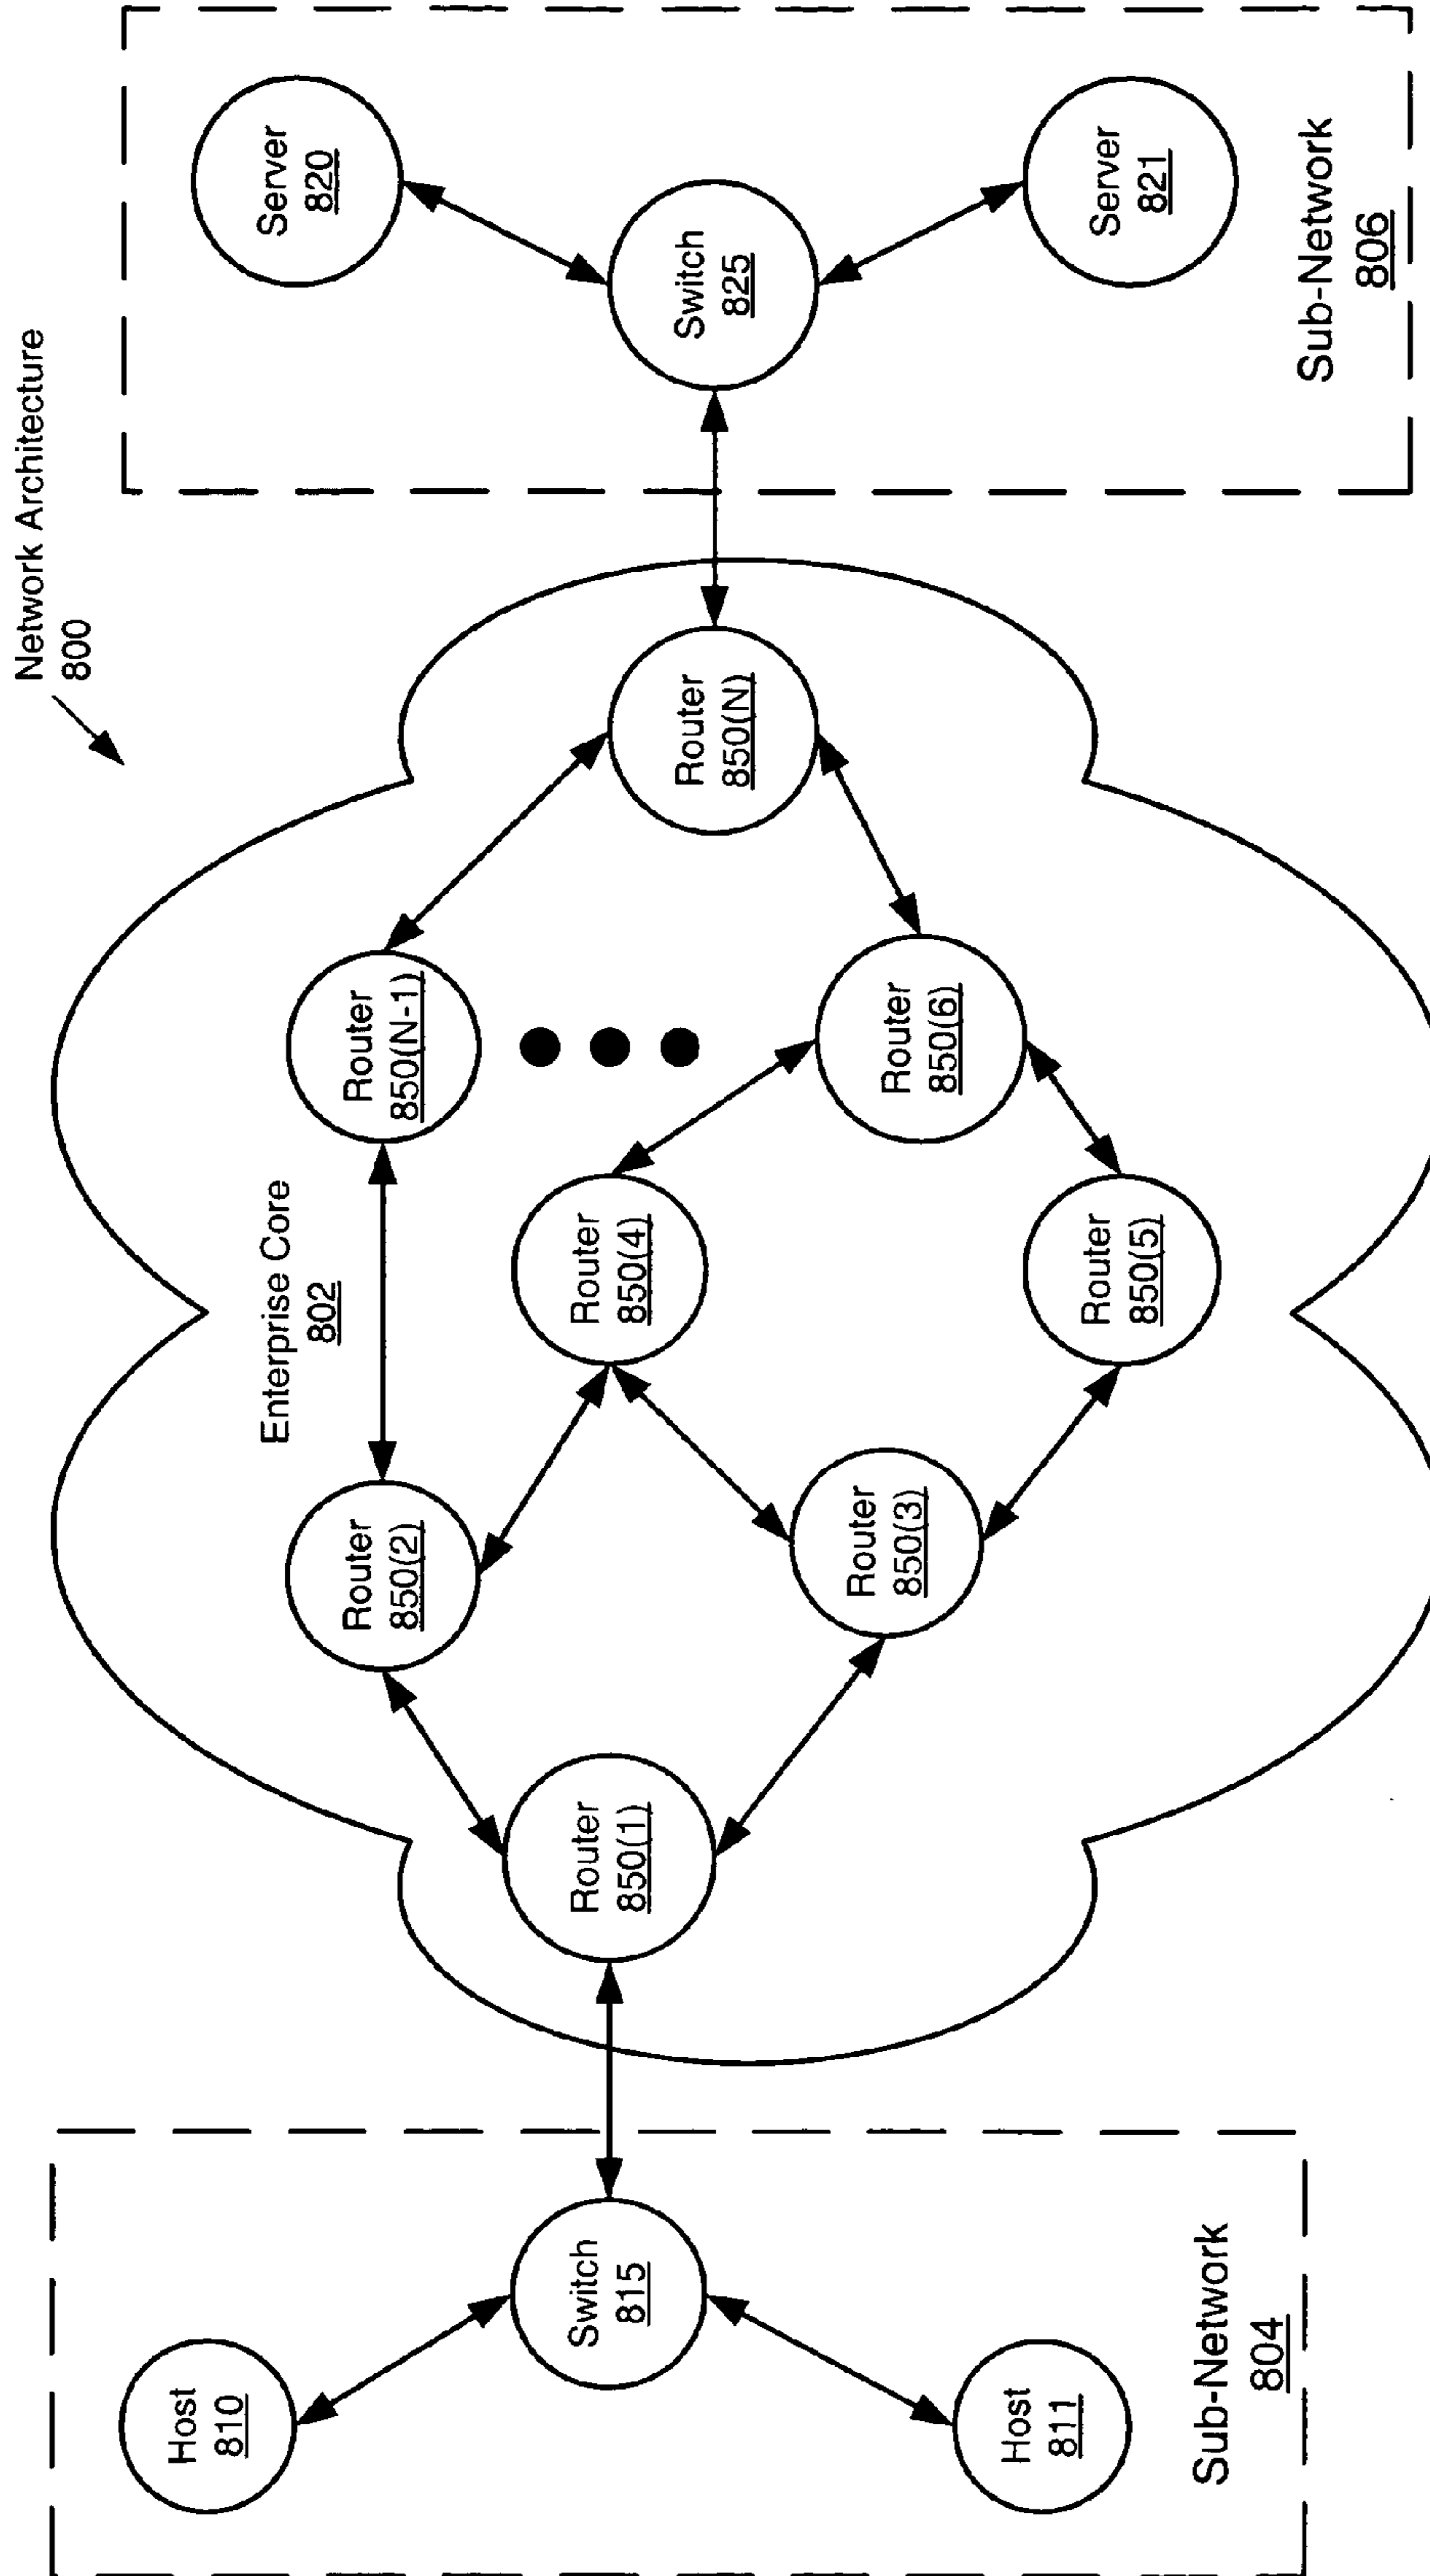 Network Architecture
800
Enterprise Core
802
Host
810
Host
811
Switch
815
Sub-Network
804
Router
850(1)
Router
850(2)
Router
850(3)
Router
850(4)
Router
850(5)
Router
850(N-1)
Router
850(6)
Router
850(N)
Server
820
Switch
825
Server
821
Sub-Network
806